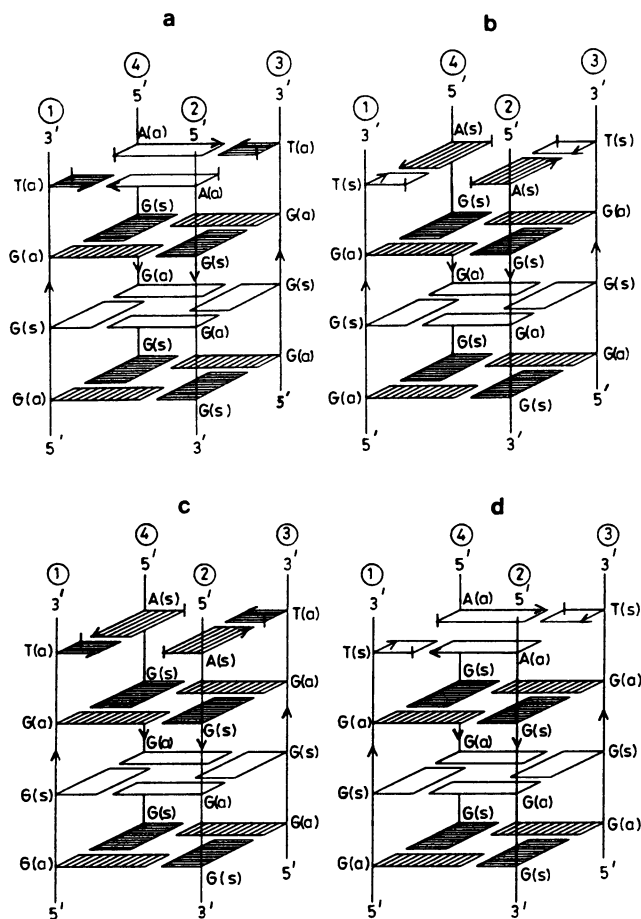 a
④ ③
5' 3'
① ②
3' A(a) 5'
T(a)
T(a) A(a)
G(s) G(a)
G(a) G(s)
G(a) G(s)
G(s) G(a)
G(s) G(a)
G(a) G(s)
5'
5' 3'
b
④ ③
5' 3'
① ②
3' A(s) 5'
T(s)
T(s) A(s)
G(s) G(a)
G(a) G(s)
G(a) G(s)
G(s) G(a)
G(s) G(a)
G(a) G(s)
5'
5' 3'
c
④ ③
5' 3'
① ②
3' A(s) 5'
T(a)
T(a) A(s)
G(s) G(a)
G(a) G(s)
G(a) G(s)
G(s) G(a)
G(s) G(a)
G(a) G(s)
5'
5' 3'
d
④ ③
5' 3'
① ②
3' A(a) 5'
T(s)
T(s) A(a)
G(s) G(a)
G(a) G(s)
G(a) G(s)
G(s) G(a)
G(s) G(a)
G(a) G(s)
5'
5' 3'